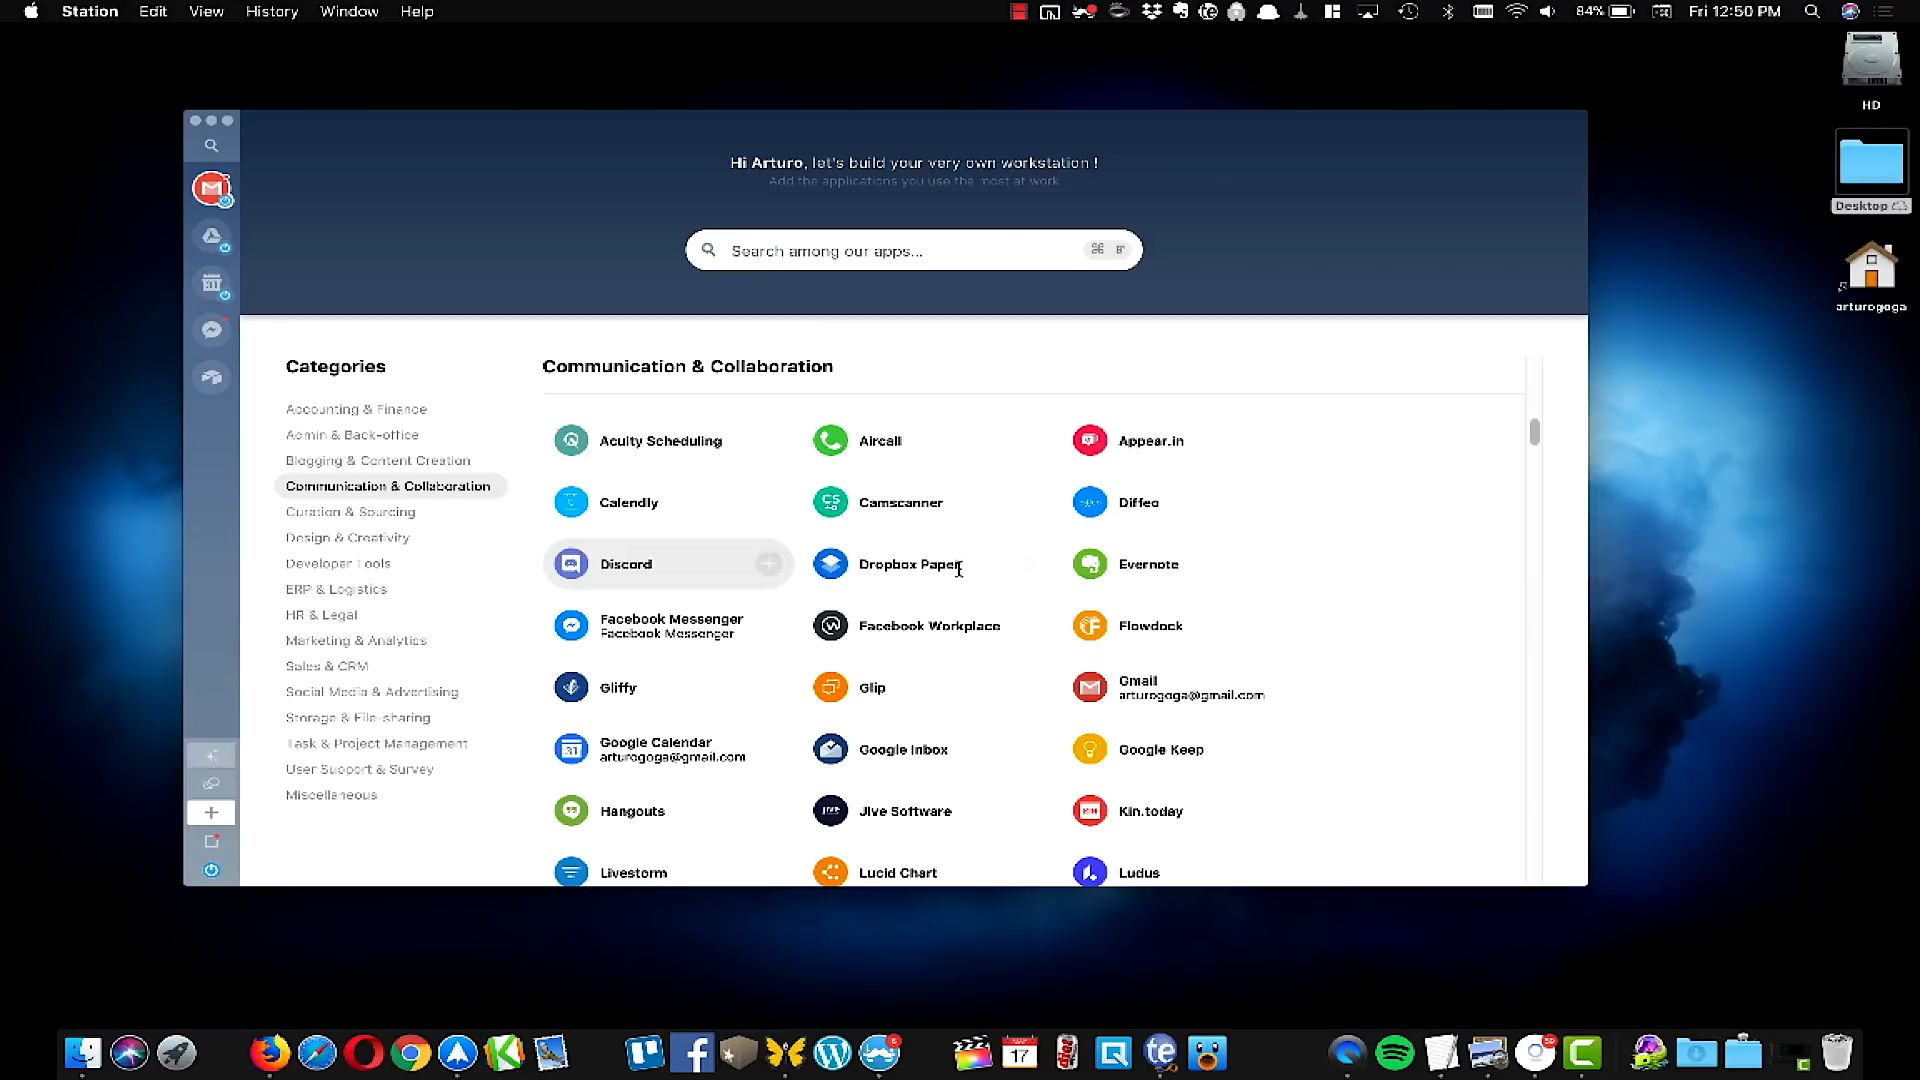 Station Edit View History Window Help
84% Fri 12:50 PM
HD
Desktop
arturogoga
Hi Arturo, let's build your very own workstation !
Add the applications you use the most at work
Search among our apps...
Categories
Accounting & Finance
Admin & Back-office
Blogging & Content Creation
Communication & Collaboration
Curation & Sourcing
Design & Creativity
Developer Tools
ERP & Logistics
HR & Legal
Marketing & Analytics
Sales & CRM
Social Media & Advertising
Storage & File-sharing
Task & Project Management
User Support & Survey
Miscellaneous
Communication & Collaboration
Acuity Scheduling
Aircall
Appear.in
Calendly
Camscanner
Diffeo
Discord
Dropbox Paper
Evernote
Facebook Messenger
Facebook Messenger
Facebook Workplace
Flowdock
Gliffy
Glip
Gmail
arturogoga@gmail.com
Google Calendar
arturogoga@gmail.com
Google Inbox
Google Keep
Hangouts
Jive Software
Kin.today
Livestorm
Lucid Chart
Ludus
17